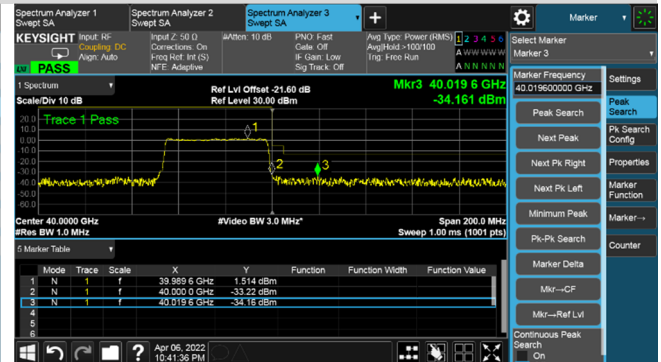 Spectrum Analyzer 1
Swept SA
Spectrum Analyzer 2
Swept SA
Spectrum Analyzer 3
Swept SA
Marker
KEYSIGHT
Input: RF
Coupling: DC
Align: Auto
Input Z: 50 Ω
Corrections: On
Freq Ref: Int (S)
NFE: Adaptive
#Atten: 10 dB
PNO: Fast
Gate: Off
IF Gain: Low
Sig Track: Off
Avg Type: Power (RMS)
Avg|Hold:>100/100
Trig: Free Run
1 2 3 4 5 6
A W W W W W
A N N N N N
LM PASS
Select Marker
Marker 3
1 Spectrum
Scale/Div 10 dB
Ref Lvl Offset -21.60 dB
Ref Level 30.00 dBm
Mkr3 40.019 6 GHz
-34.161 dBm
Trace 1 Pass
20.0
10.0
0.00
-10.0
-20.0
-30.0
-40.0
-50.0
-60.0
1
2
3
Center 40.0000 GHz
#Res BW 1.0 MHz
#Video BW 3.0 MHz*
Span 200.0 MHz
Sweep 1.00 ms (1001 pts)
5 Marker Table
Mode Trace Scale X Y Function Function Width Function Value
1 N 1 f 39.989 6 GHz 1.514 dBm
2 N 1 f 40.000 0 GHz -33.22 dBm
3 N 1 f 40.019 6 GHz -34.16 dBm
4
5
6
Apr 06, 2022
10:41:36 PM
Marker Frequency
40.019600000 GHz
Peak Search
Next Peak
Next Pk Right
Next Pk Left
Minimum Peak
Pk-Pk Search
Marker Delta
Mkr→CF
Mkr→Ref Lvl
Continuous Peak
Search
On
Settings
Peak
Search
Pk Search
Config
Properties
Marker
Function
Marker→
Counter